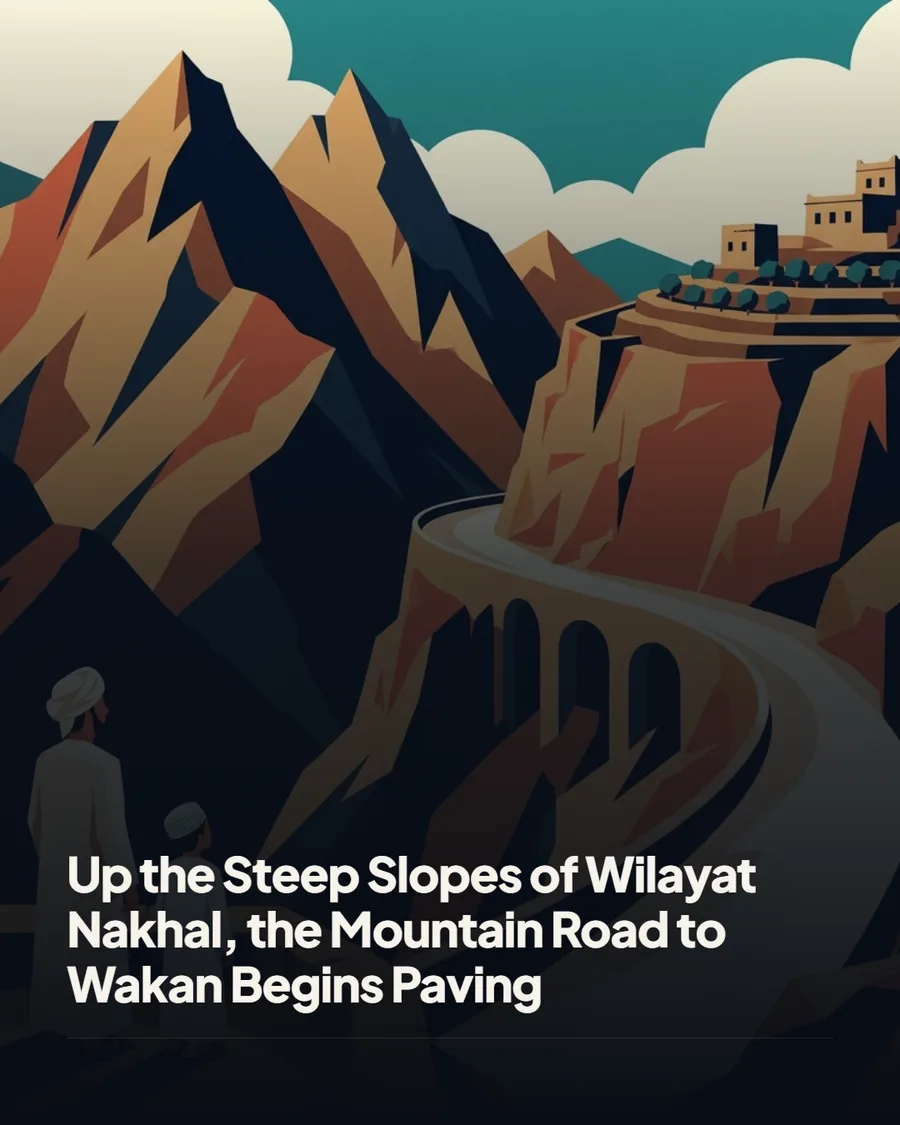 Up the Steep Slopes of Wilayat
Nakhal, the Mountain Road to
Wakan Begins Paving